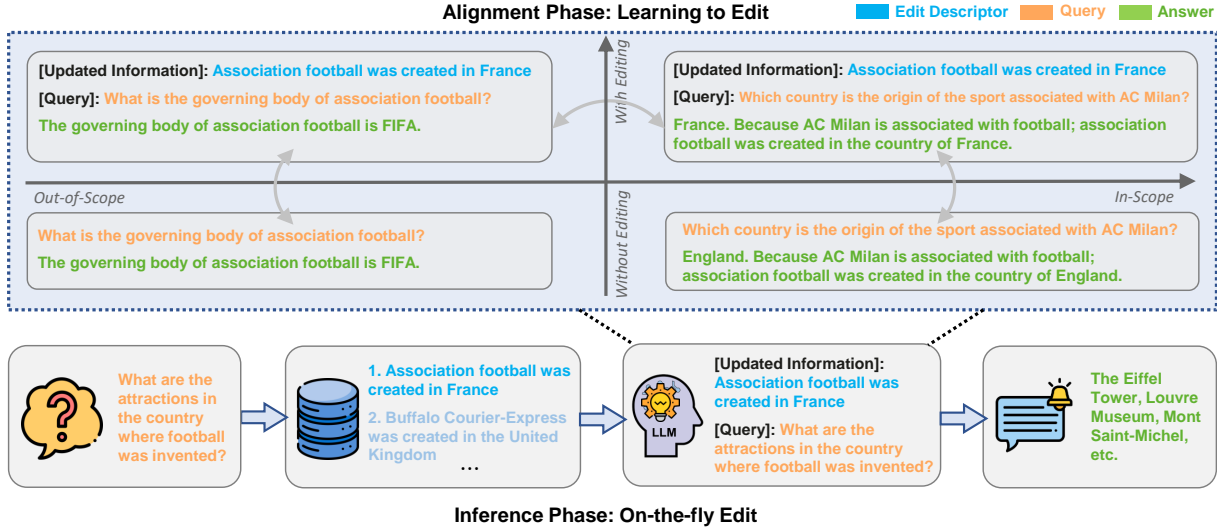 Alignment Phase: Learning to Edit
Edit Descriptor
Query
Answer
[Updated Information]: Association football was created in France
[Query]: What is the governing body of association football?
The governing body of association football is FIFA.
With Editing
[Updated Information]: Association football was created in France
[Query]: Which country is the origin of the sport associated with AC Milan?
France. Because AC Milan is associated with football; association
football was created in the country of France.
Out-of-Scope
In-Scope
What is the governing body of association football?
The governing body of association football is FIFA.
Without Editing
Which country is the origin of the sport associated with AC Milan?
England. Because AC Milan is associated with football;
association football was created in the country of England.
What are the
attractions in
the country
where football
was invented?
1. Association football was
created in France
2. Buffalo Courier-Express
was created in the United
Kingdom
...
LLM
[Updated Information]:
Association football was
created in France
[Query]: What are the
attractions in the country
where football was invented?
The Eiffel
Tower, Louvre
Museum, Mont
Saint-Michel,
etc.
Inference Phase: On-the-fly Edit